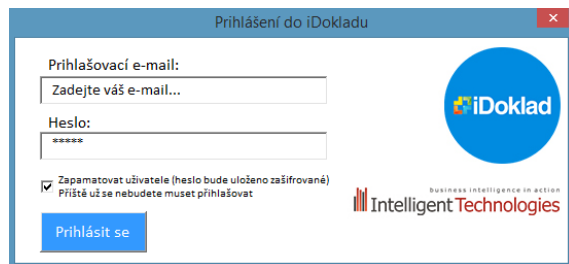 Prihlášení do iDokladu
×
Prihlašovací e-mail:
Zadejte váš e-mail...
Heslo:
*****
Zapamatovat uživatele (heslo bude uloženo zašifrované)
Příště už se nebudete muset přihlašovat
Prihlásit se
iDoklad
business intelligence in action
Intelligent Technologies